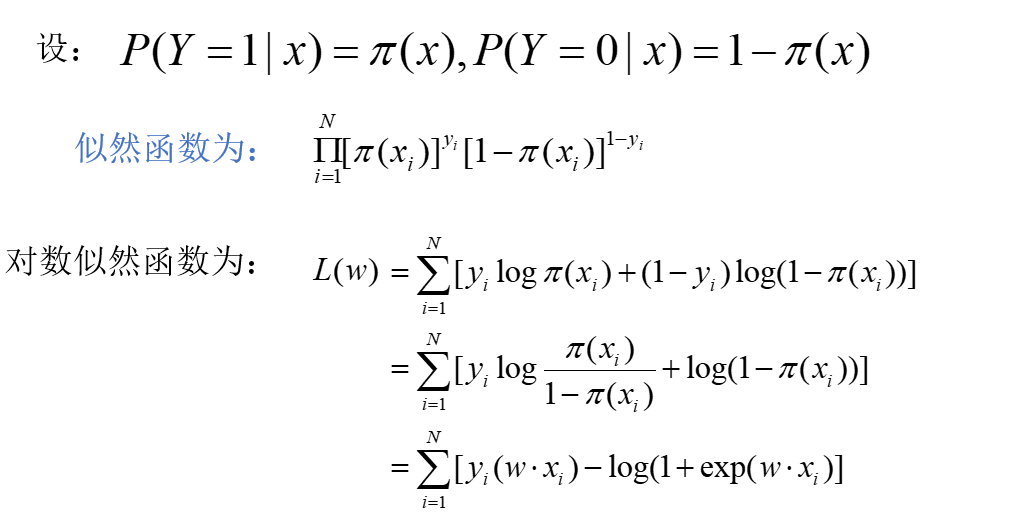 设： P(Y = 1 | x) = π(x), P(Y = 0 | x) = 1 − π(x)
似然函数为： ∏_{i=1}^{N} [π(x_i)]^{y_i} [1 − π(x_i)]^{1−y_i}
对数似然函数为： L(w) = ∑_{i=1}^{N} [y_i log π(x_i) + (1 − y_i) log(1 − π(x_i))]
= ∑_{i=1}^{N} [y_i log \frac{π(x_i)}{1 − π(x_i)} + log(1 − π(x_i))]
= ∑_{i=1}^{N} [y_i (w · x_i) − log(1 + exp(w · x_i)]